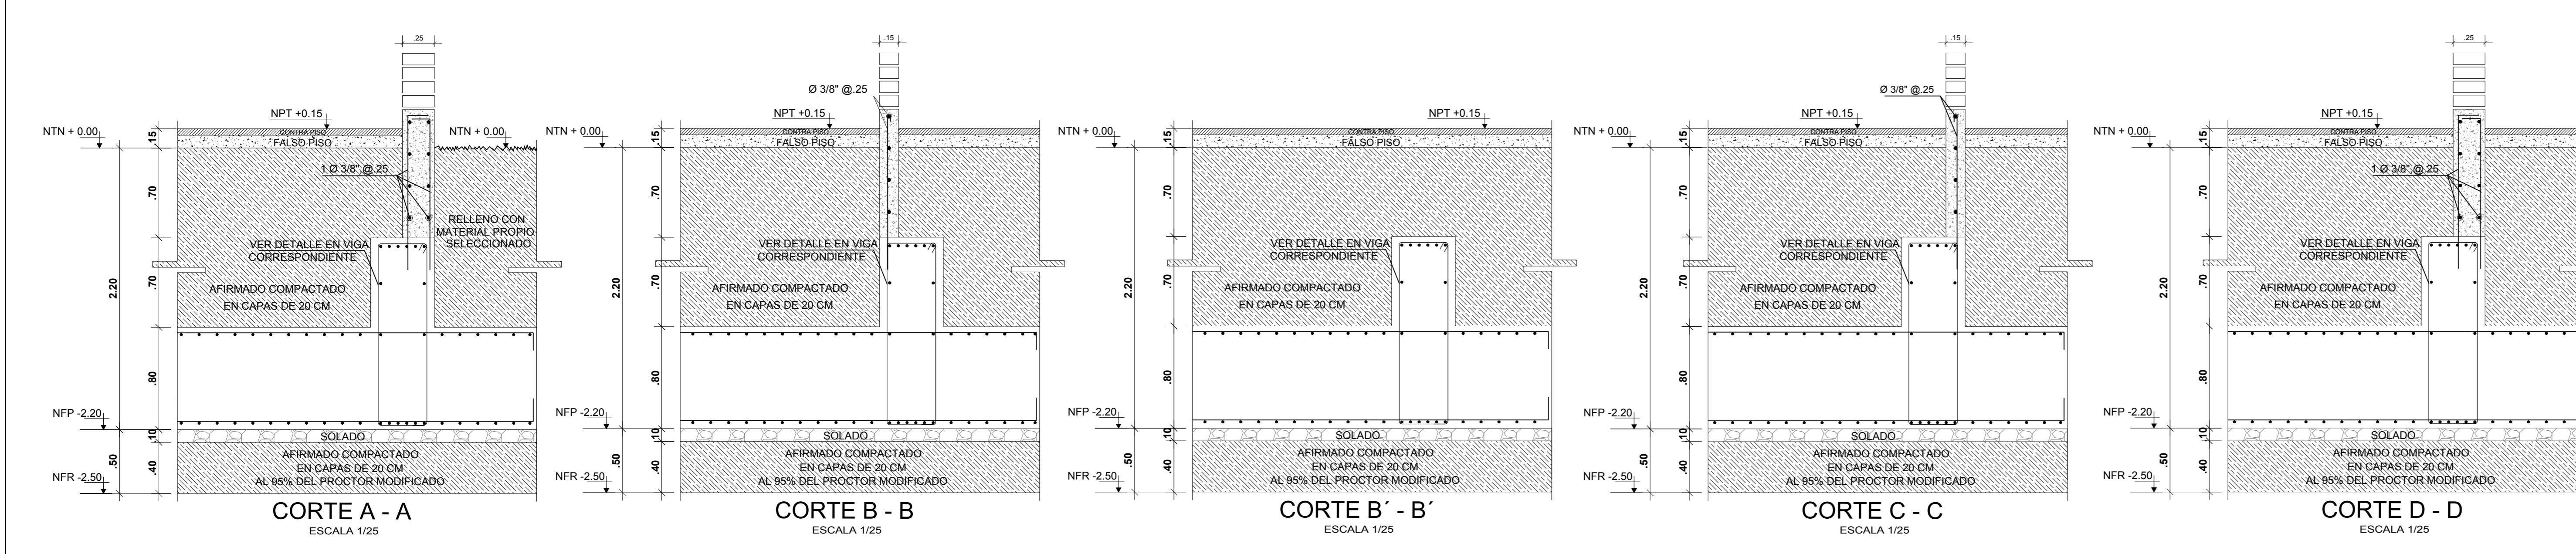 .25
NPT +0.15
NTN + 0.00
NTN + 0.00
CONTRA PISO
FALSO PISO
.15
1 Ø 3/8" @.25
.70
RELLENO CON
MATERIAL PROPIO
SELECCIONADO
VER DETALLE EN VIGA
CORRESPONDIENTE
2.20
.70
AFIRMADO COMPACTADO
EN CAPAS DE 20 CM
.80
NFP -2.20
.10
SOLADO
.50
.40
AFIRMADO COMPACTADO
EN CAPAS DE 20 CM
AL 95% DEL PROCTOR MODIFICADO
NFR -2.50
CORTE A - A
ESCALA 1/25
.15
Ø 3/8" @.25
NPT +0.15
NTN + 0.00
CONTRA PISO
FALSO PISO
.15
.70
VER DETALLE EN VIGA
CORRESPONDIENTE
2.20
.70
AFIRMADO COMPACTADO
EN CAPAS DE 20 CM
.80
NFP -2.20
.10
SOLADO
.50
.40
AFIRMADO COMPACTADO
EN CAPAS DE 20 CM
AL 95% DEL PROCTOR MODIFICADO
NFR -2.50
CORTE B - B
ESCALA 1/25
NPT +0.15
NTN + 0.00
CONTRA PISO
FALSO PISO
.15
.70
VER DETALLE EN VIGA
CORRESPONDIENTE
2.20
.70
AFIRMADO COMPACTADO
EN CAPAS DE 20 CM
.80
NFP -2.20
.10
SOLADO
.50
.40
AFIRMADO COMPACTADO
EN CAPAS DE 20 CM
AL 95% DEL PROCTOR MODIFICADO
NFR -2.50
CORTE B´ - B´
ESCALA 1/25
.15
Ø 3/8" @.25
NPT +0.15
NTN + 0.00
CONTRA PISO
FALSO PISO
.15
.70
VER DETALLE EN VIGA
CORRESPONDIENTE
2.20
.70
AFIRMADO COMPACTADO
EN CAPAS DE 20 CM
.80
NFP -2.20
.10
SOLADO
.50
.40
AFIRMADO COMPACTADO
EN CAPAS DE 20 CM
AL 95% DEL PROCTOR MODIFICADO
NFR -2.50
CORTE C - C
ESCALA 1/25
.25
NPT +0.15
NTN + 0.00
CONTRA PISO
FALSO PISO
.15
1 Ø 3/8" @.25
.70
VER DETALLE EN VIGA
CORRESPONDIENTE
2.20
.70
AFIRMADO COMPACTADO
EN CAPAS DE 20 CM
.80
NFP -2.20
.10
SOLADO
.50
.40
AFIRMADO COMPACTADO
EN CAPAS DE 20 CM
AL 95% DEL PROCTOR MODIFICADO
NFR -2.50
CORTE D - D
ESCALA 1/25